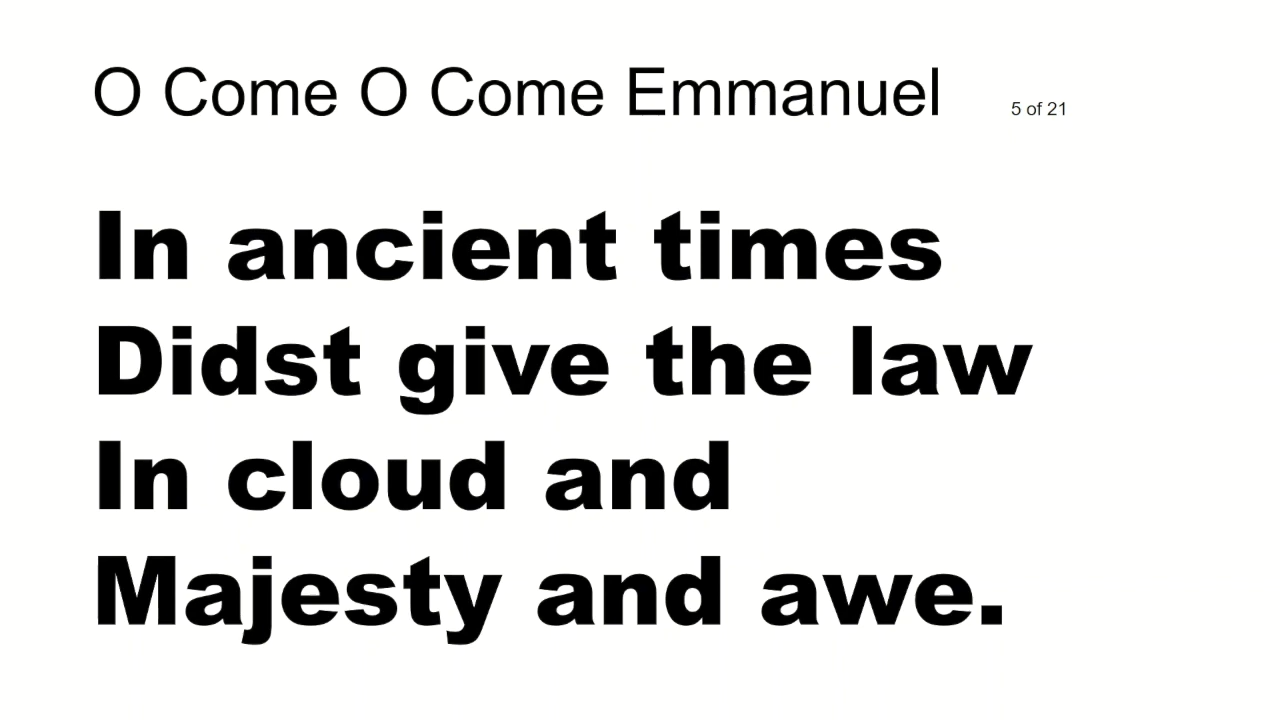 O Come O Come Emmanuel 5 of 21
In ancient times
Didst give the law
In cloud and
Majesty and awe.